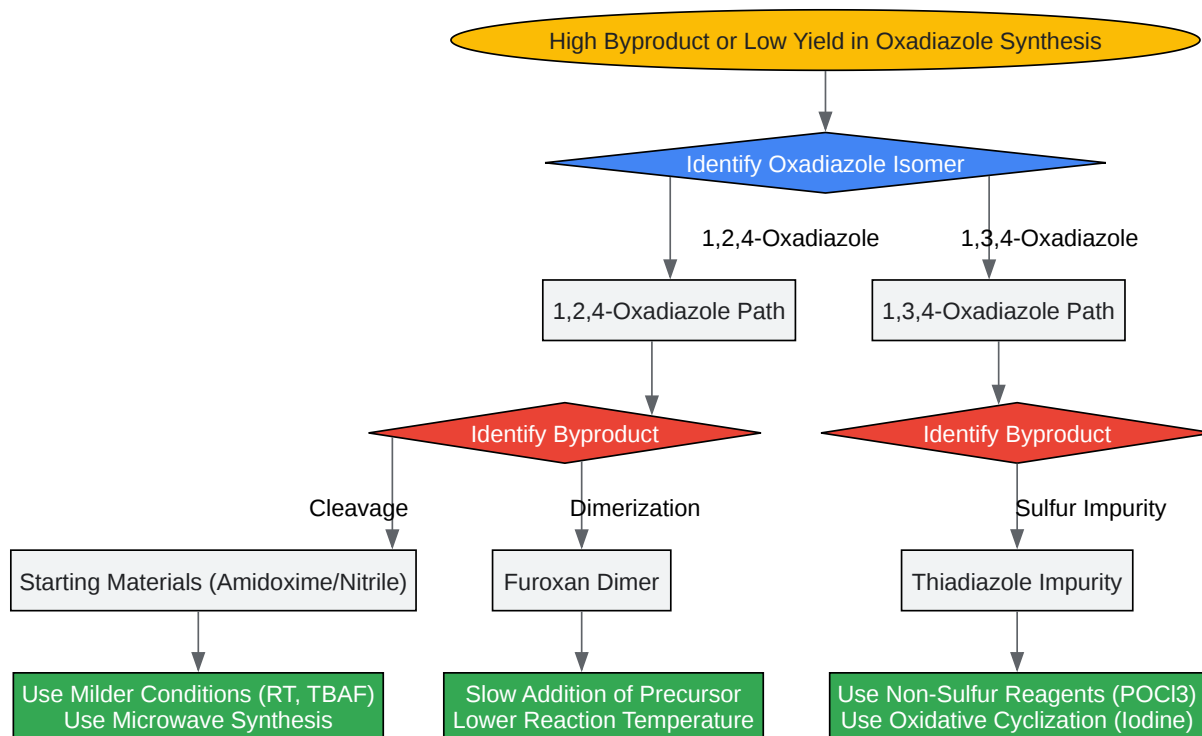 High Byproduct or Low Yield in Oxadiazole Synthesis
Identify Oxadiazole Isomer
1,2,4-Oxadiazole
1,3,4-Oxadiazole
1,2,4-Oxadiazole Path
1,3,4-Oxadiazole Path
Identify Byproduct
Identify Byproduct
Cleavage
Dimerization
Sulfur Impurity
Starting Materials (Amidoxime/Nitrile)
Furoxan Dimer
Thiadiazole Impurity
Use Milder Conditions (RT, TBAF)
Use Microwave Synthesis
Slow Addition of Precursor
Lower Reaction Temperature
Use Non-Sulfur Reagents (POCl3)
Use Oxidative Cyclization (Iodine)